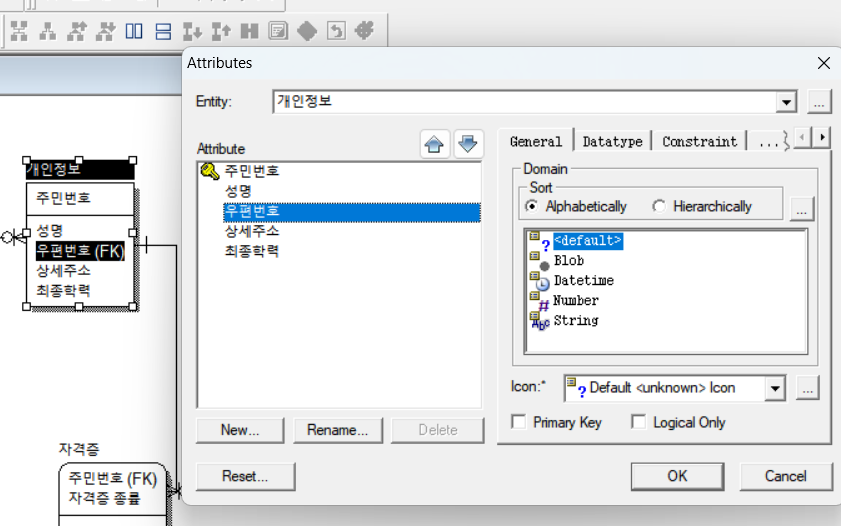 Attributes
Entity:
개인정보
...
Attribute
주민번호
성명
우편번호
상세주소
최종학력
General
Datatype
Constraint
...
Domain
Sort
Alphabetically
Hierarchically
...
<default>
Blob
Datetime
Number
String
Icon:*
Default <unknown> Icon
...
Primary Key
Logical Only
New...
Rename...
Delete
Reset...
OK
Cancel
개인정보
주민번호
성명
우편번호 (FK)
상세주소
최종학력
자격증
주민번호 (FK)
자격증 종률